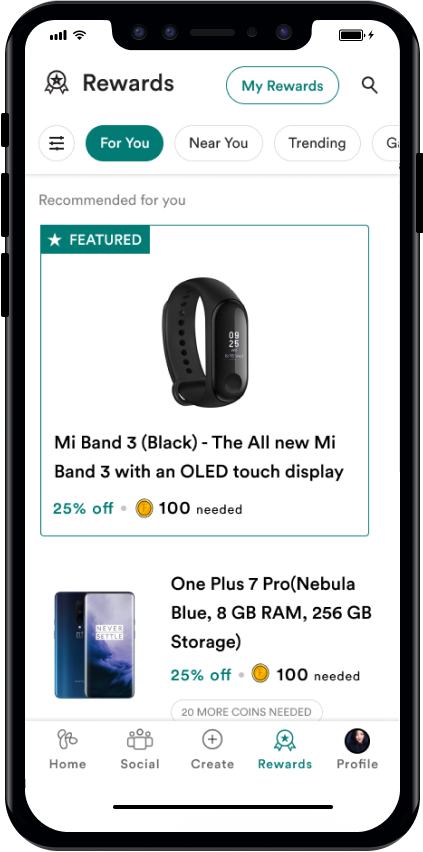 Rewards
My Rewards
For You
Near You
Trending
Recommended for you
FEATURED
09
25
Mi Band 3 (Black) - The All new Mi
Band 3 with an OLED touch display
25% off • 100 needed
One Plus 7 Pro(Nebula
Blue, 8 GB RAM, 256 GB
Storage)
NEVER
SETTLE
25% off • 100 needed
20 MORE COINS NEEDED
Home
Social
Create
Rewards
Profile